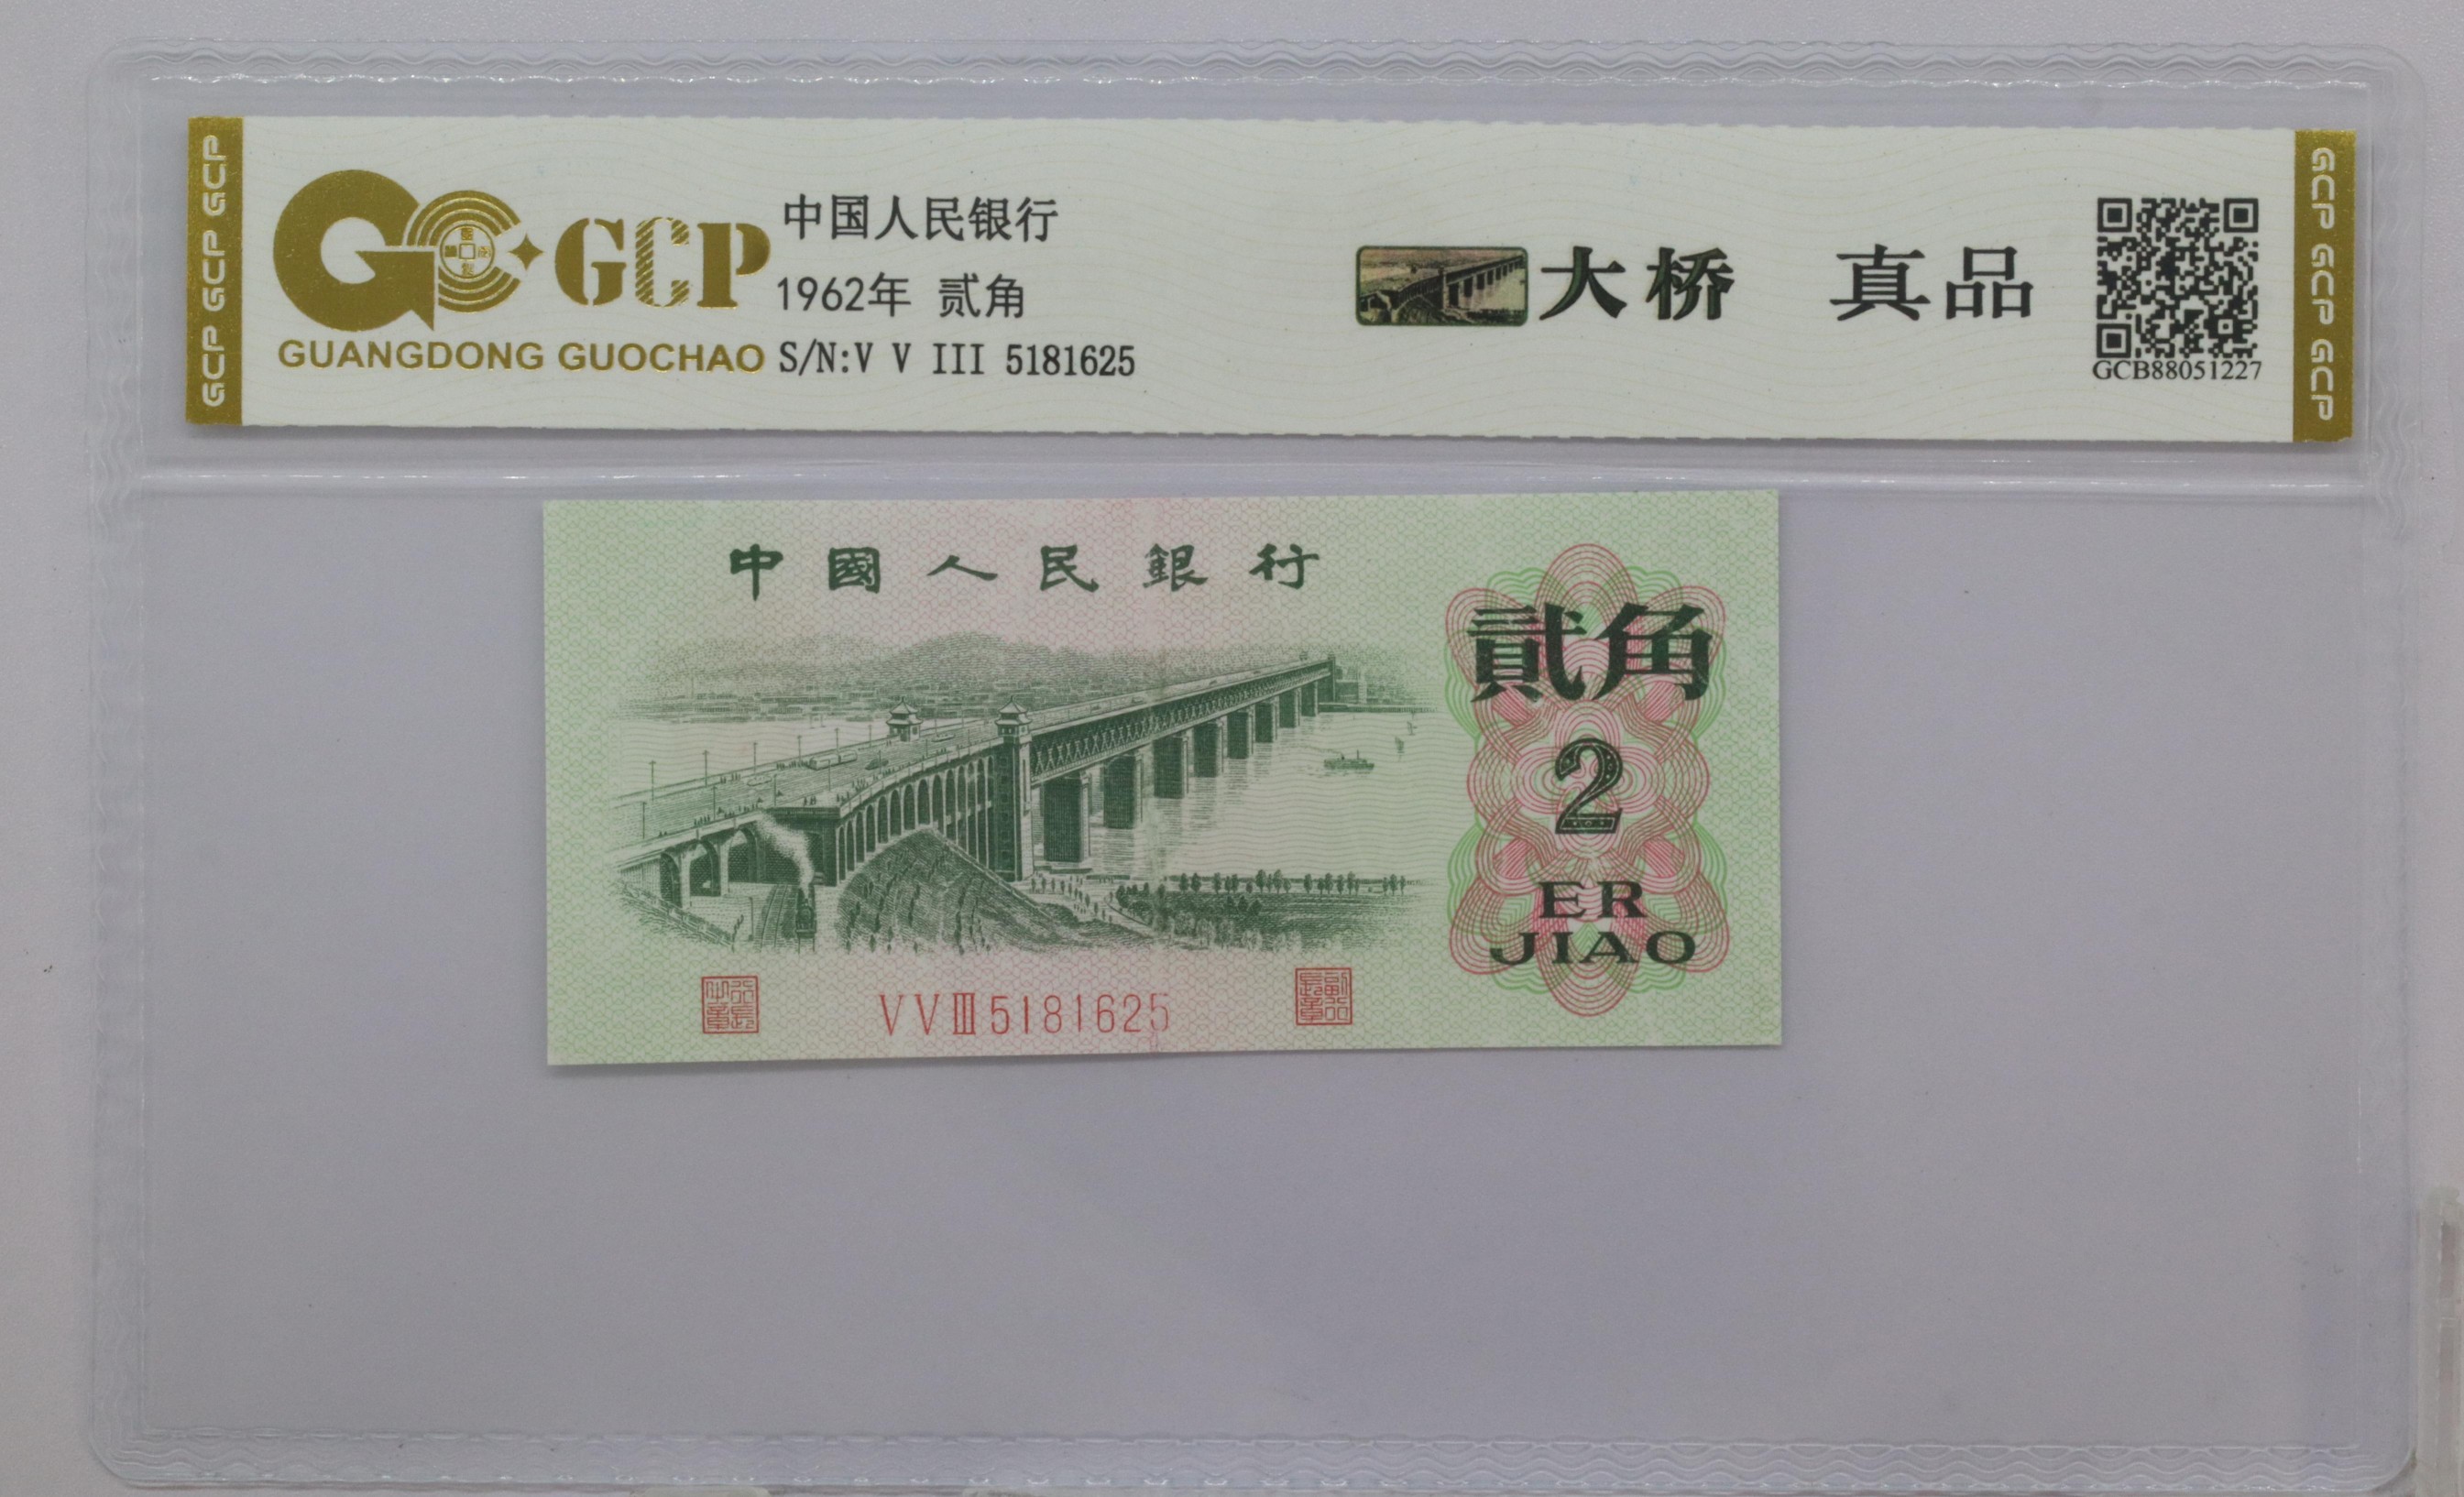 GCP GCP GCP
GCP
GUANGDONG GUOCHAO
中国人民银行
1962年 贰角
S/N:V V III 5181625
大桥 真品
GCB88051227
GCP GCP GCP
中國人民銀行
貳角
2
ER
JIAO
VVIII5181625